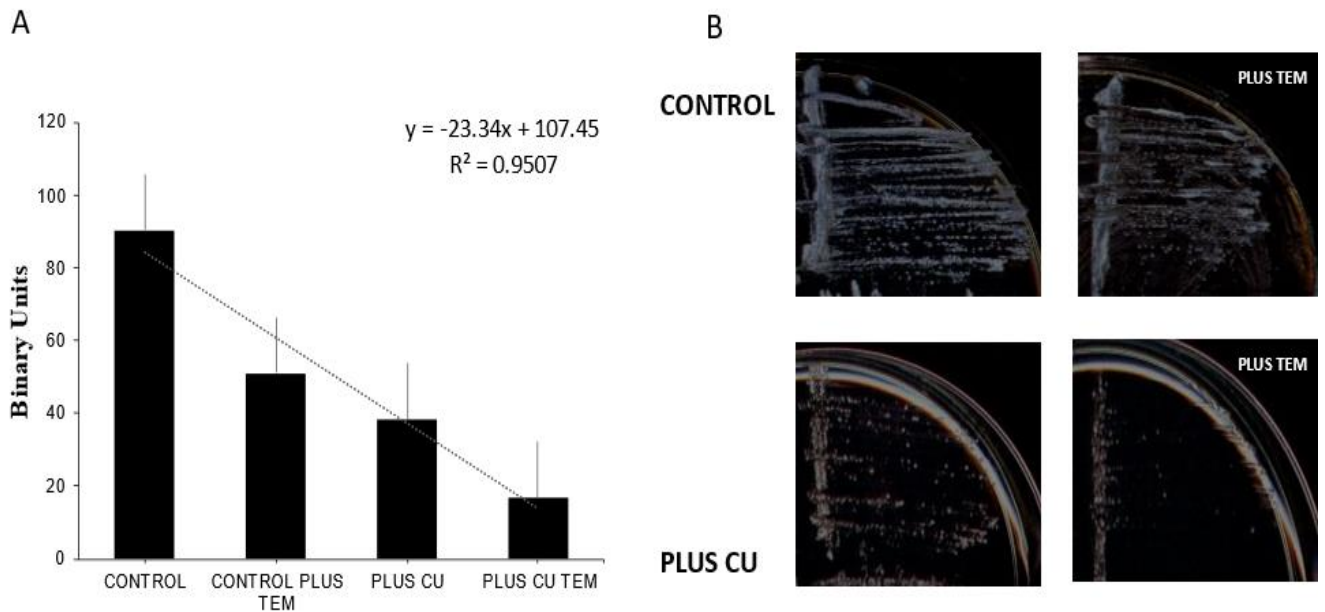 A
y = -23.34x + 107.45
R² = 0.9507
120
100
80
60
40
20
0
Binary Units
CONTROL
CONTROL PLUS
TEM
PLUS CU
PLUS CU TEM
B
CONTROL
PLUS TEM
PLUS TEM
PLUS CU